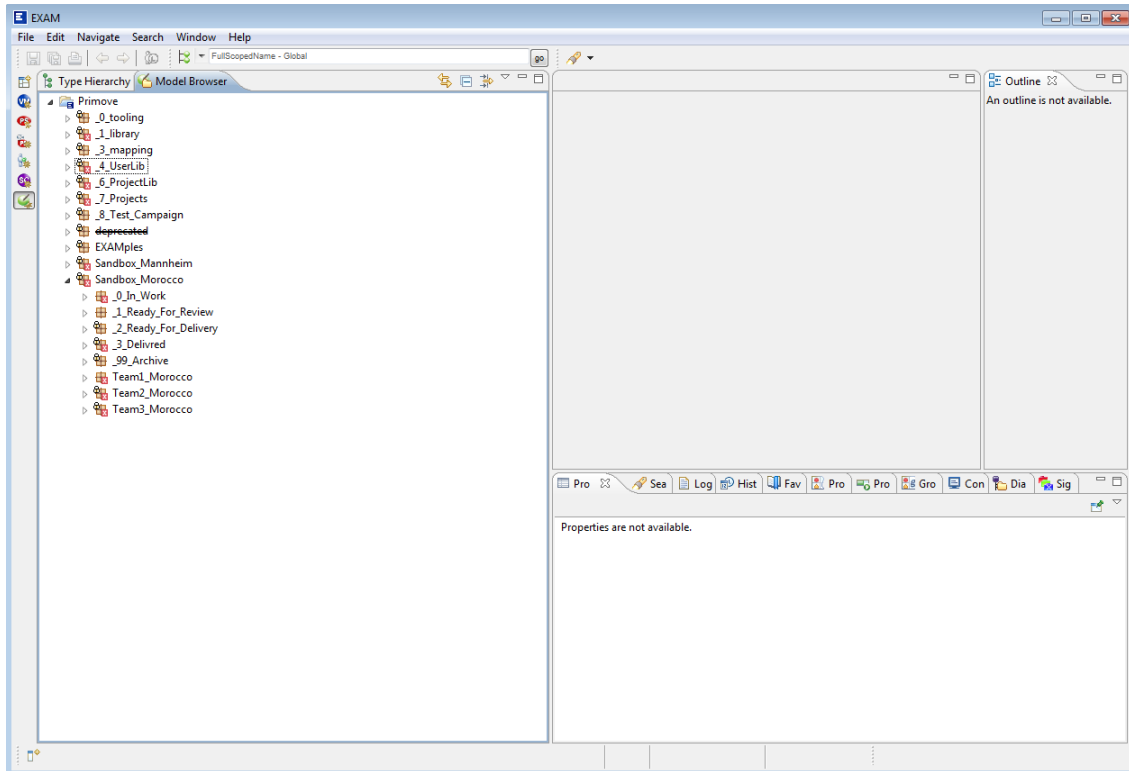 EXAM
File Edit Navigate Search Window Help
FullScopedName - Global
go
Type Hierarchy
Model Browser
Primove
_0_tooling
_1_library
_3_mapping
_4_UserLib
_6_ProjectLib
_7_Projects
_8_Test_Campaign
deprecated
EXAMples
Sandbox_Mannheim
Sandbox_Morocco
_0_In_Work
_1_Ready_For_Review
_2_Ready_For_Delivery
_3_Delivred
_99_Archive
Team1_Morocco
Team2_Morocco
Team3_Morocco
Outline
An outline is not available.
Pro Sea Log Hist Fav Pro Pro Gro Con Dia Sig
Properties are not available.